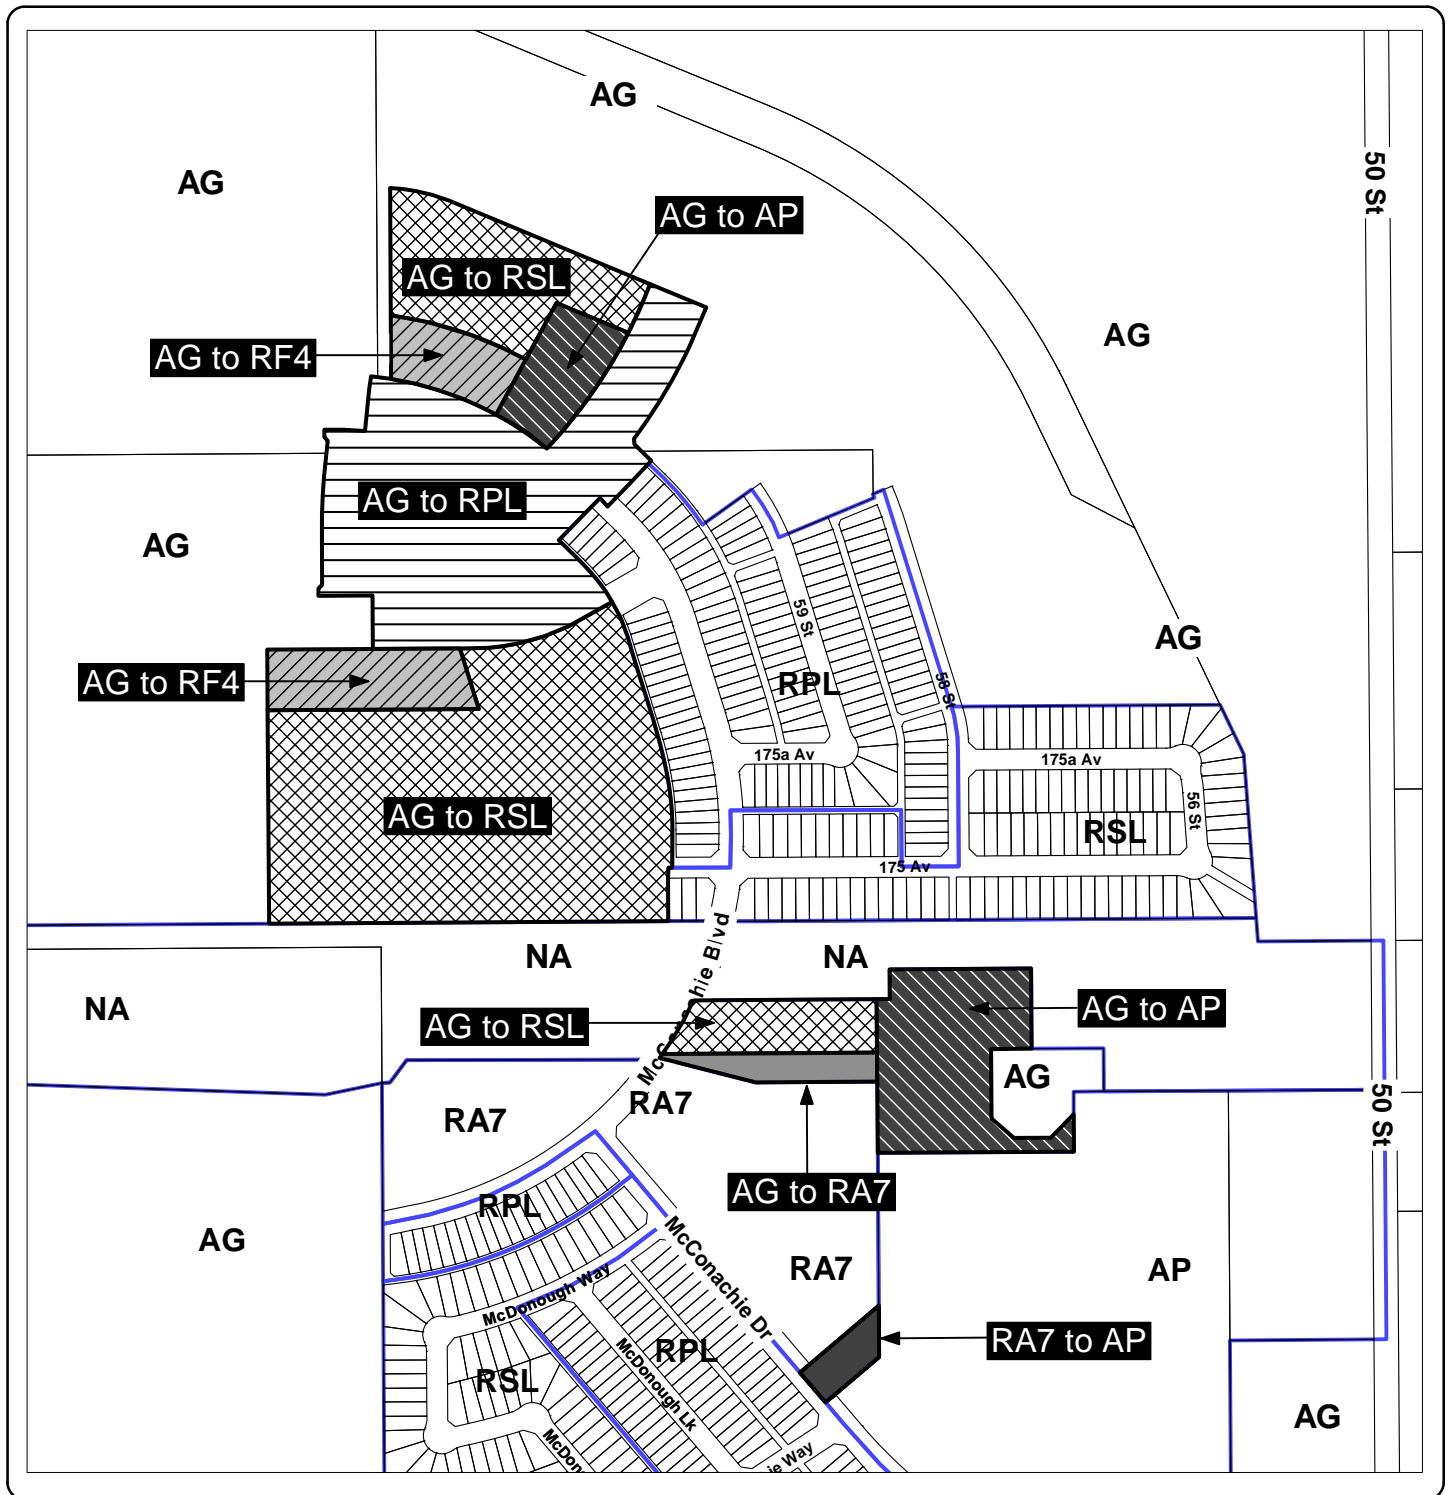 AG
50 St
AG
AG to AP
AG to RSL
AG
AG to RF4
AG to RPL
AG
59 St
AG
AG to RF4
RPL
58 St
175a Av
175a Av
56 St
AG to RSL
RSL
175 Av
McConachie Blvd
NA
NA
NA
AG to AP
AG to RSL
AG
RA7
RA7
50 St
AG to RA7
RPL
AG
McConachie Dr
RA7
AP
McDonough Way
RA7 to AP
RPL
McDonough Lk
RSL
AG